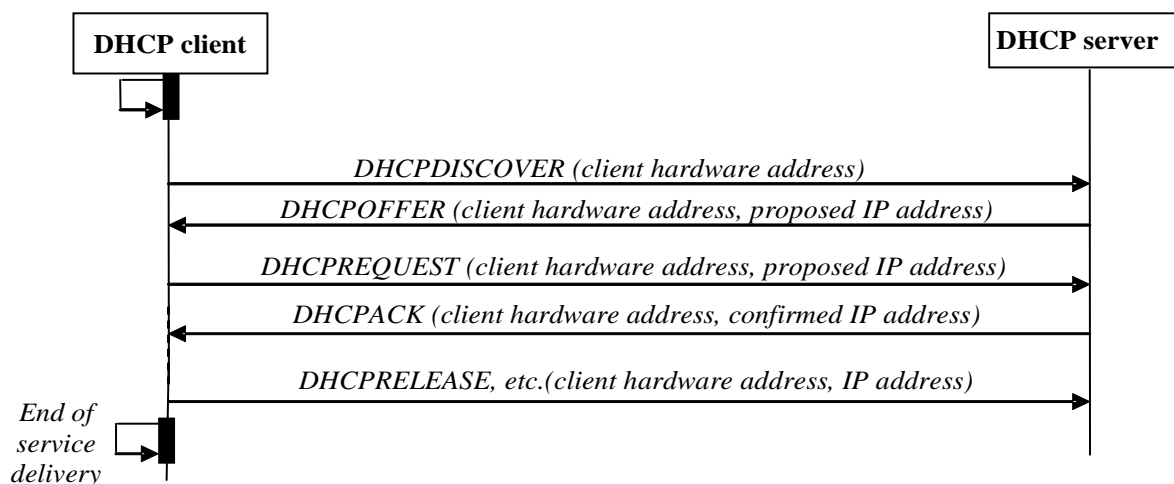 DHCP client
DHCP server
DHCPDISCOVER (client hardware address)
DHCPOFFER (client hardware address, proposed IP address)
DHCPREQUEST (client hardware address, proposed IP address)
DHCPACK (client hardware address, confirmed IP address)
DHCPRELEASE, etc.(client hardware address, IP address)
End of
service
delivery